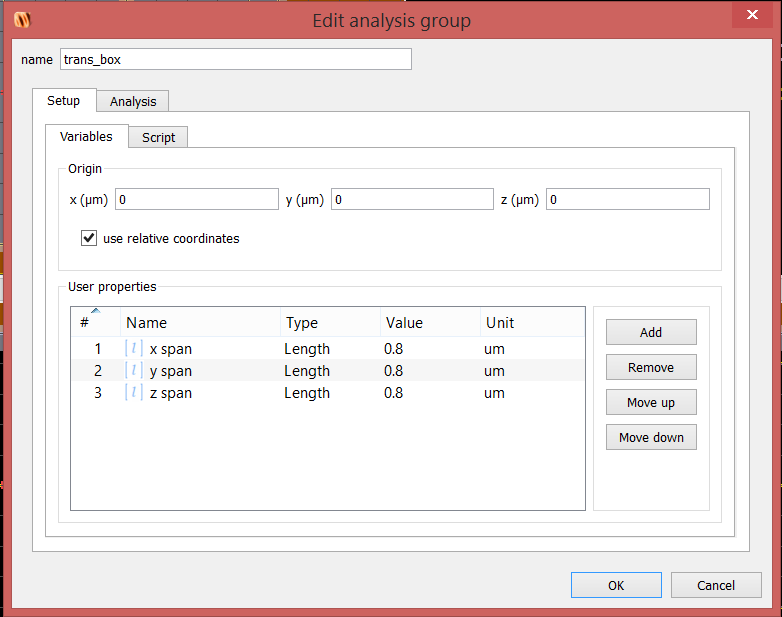 Edit analysis group
name trans_box
Setup Analysis
Variables Script
Origin
x (µm) 0 y (µm) 0 z (µm) 0
use relative coordinates
User properties
# Name Type Value Unit
1 [l] x span Length 0.8 um
2 [l] y span Length 0.8 um
3 [l] z span Length 0.8 um
Add
Remove
Move up
Move down
OK Cancel